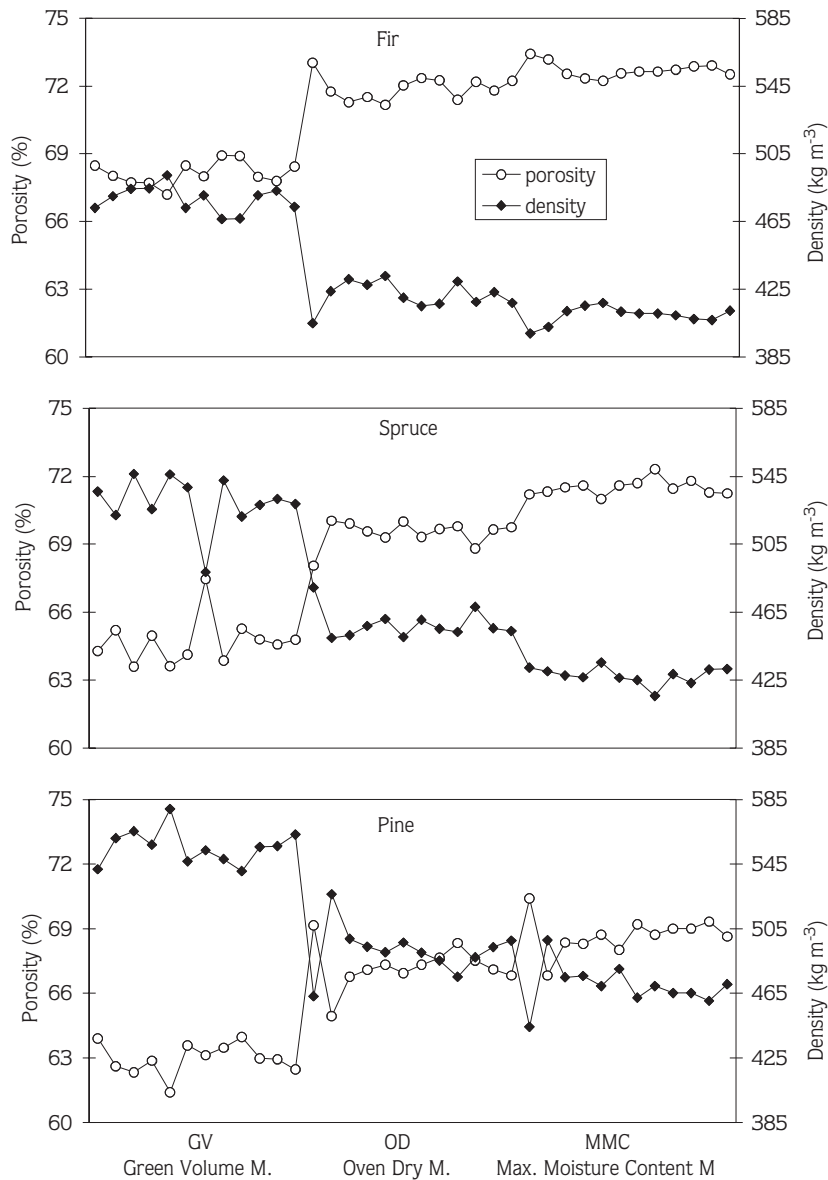 Fir
75
72
69
66
63
60
Porosity (%)
585
545
505
465
425
385
Density (kg m-3)
porosity
density
Spruce
75
72
69
66
63
60
Porosity (%)
585
545
505
465
425
385
Density (kg m-3)
Pine
75
72
69
66
63
60
Porosity (%)
585
545
505
465
425
385
Density (kg m-3)
GV OD MMC
Green Volume M. Oven Dry M. Max. Moisture Content M